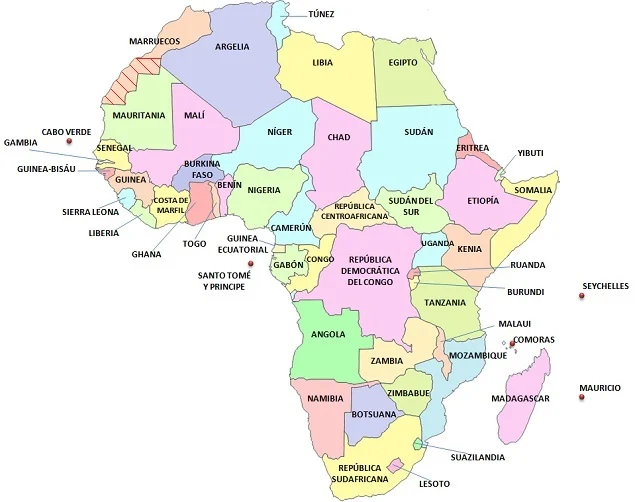 TÚNEZ
MARRUECOS
ARGELIA
LIBIA
EGIPTO
MAURITANIA
MALÍ
NÍGER
CHAD
SUDÁN
ERITREA
YIBUTI
CABO VERDE
GAMBIA
SENEGAL
GUINEA-BISÁU
GUINEA
BURKINA
FASO
BENÍN
NIGERIA
SIERRA LEONA
COSTA DE
MARFIL
LIBERIA
GHANA
TOGO
CAMERÚN
REPÚBLICA
CENTROAFRICANA
SUDÁN DEL
SUR
ETIOPÍA
SOMALIA
GUINEA
ECUATORIAL
SANTO TOMÉ
Y PRINCIPE
GABÓN
CONGO
REPÚBLICA
DEMOCRÁTICA
DEL CONGO
UGANDA
KENIA
RUANDA
BURUNDI
TANZANIA
SEYCHELLES
ANGOLA
ZAMBIA
MALAUI
MOZAMBIQUE
COMORAS
NAMIBIA
BOTSUANA
ZIMBABUE
MADAGASCAR
MAURICIO
SUAZILANDIA
REPÚBLICA
SUDAFRICANA
LESOTO